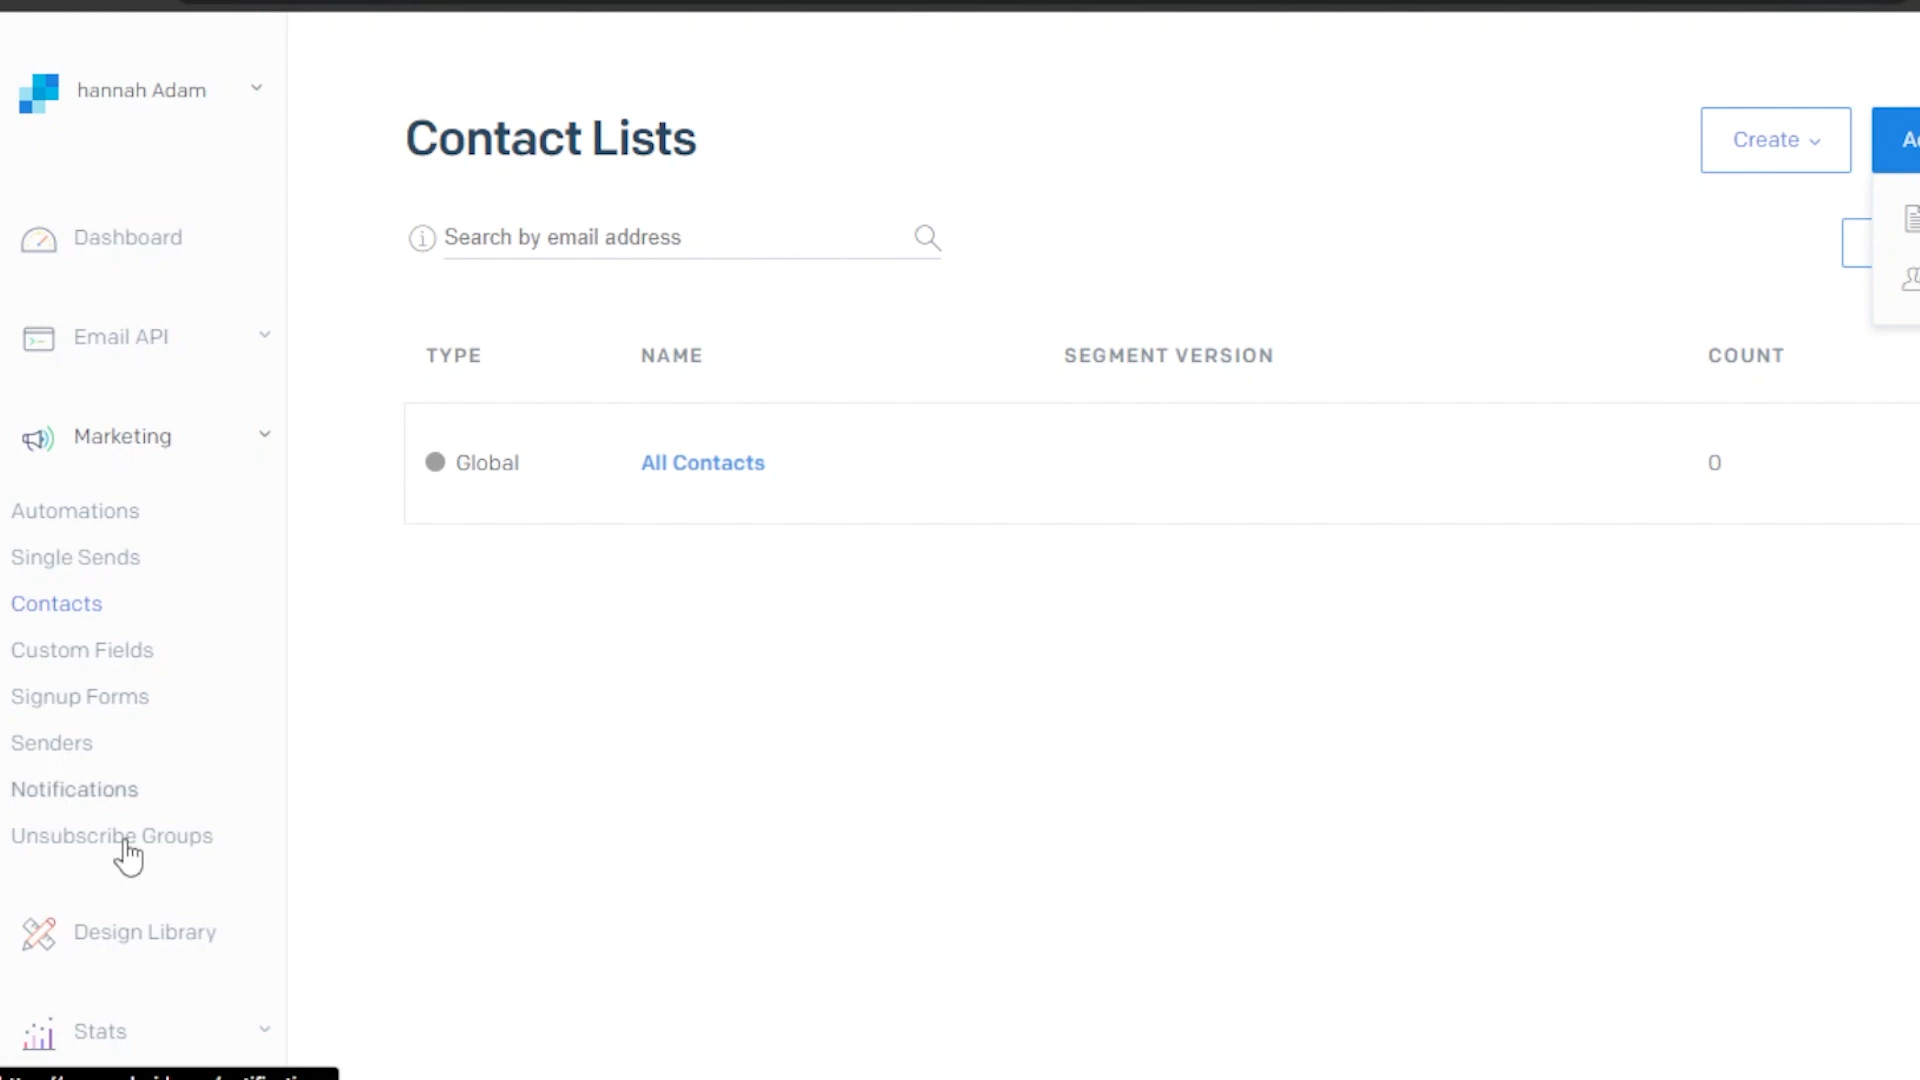 hannah Adam
Dashboard
Email API
Marketing
Automations
Single Sends
Contacts
Custom Fields
Signup Forms
Senders
Notifications
Unsubscribe Groups
Design Library
Stats
Contact Lists
Create
Search by email address
TYPE NAME SEGMENT VERSION COUNT
Global All Contacts 0